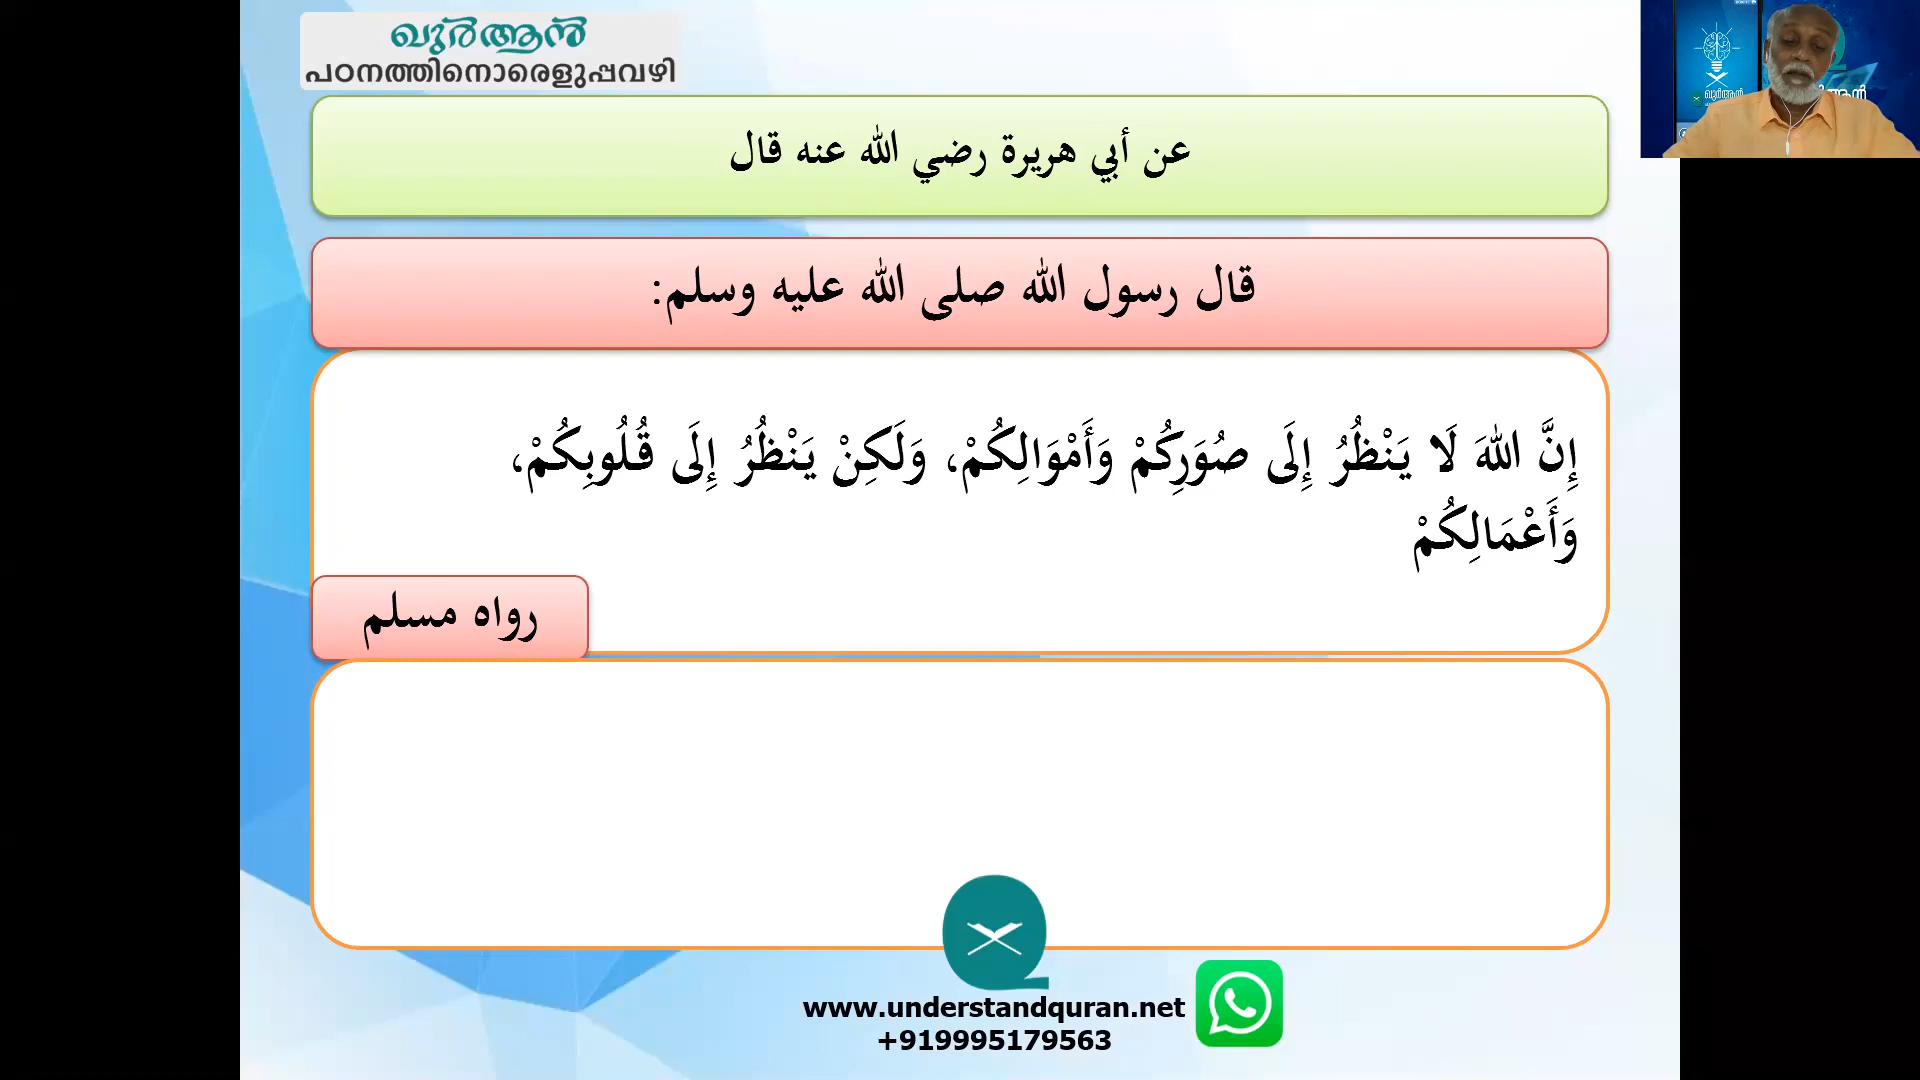 ഖുർആൻ
പഠനത്തിനൊരെളുപ്പവഴി
عن أبي هريرة رضي الله عنه قال
قال رسول الله صلى الله عليه وسلم:
إِنَّ اللهَ لَا يَنْظُرُ إِلَى صُوَرِكُمْ وَأَمْوَالِكُمْ، وَلَكِنْ يَنْظُرُ إِلَى قُلُوبِكُمْ،
وَأَعْمَالِكُمْ
رواه مسلم
www.understandquran.net
+919995179563
ഖുർആൻ